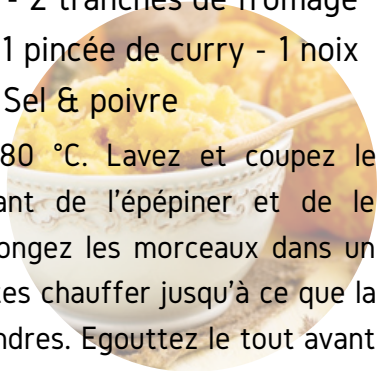 - 2 tranches de fromage
1 pincée de curry - 1 noix
Sel & poivre
80 °C. Lavez et coupez le
ant de l'épépiner et de le
ongez les morceaux dans un
es chauffer jusqu'à ce que la
ndres. Egouttez le tout avant